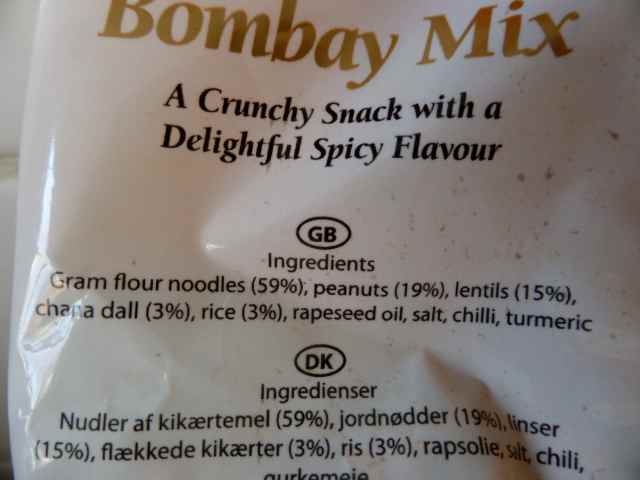 Bombay Mix
A Crunchy Snack with a
Delightful Spicy Flavour
GB
Ingredients
Gram flour noodles (59%), peanuts (19%), lentils (15%),
chana dall (3%), rice (3%), rapeseed oil, salt, chilli, turmeric
DK
Ingredienser
Nudler af kikærtemel (59%), jordnødder (19%), linser
(15%), flækkede kikærter (3%), ris (3%), rapsolie, salt, chili,
gurkemeje